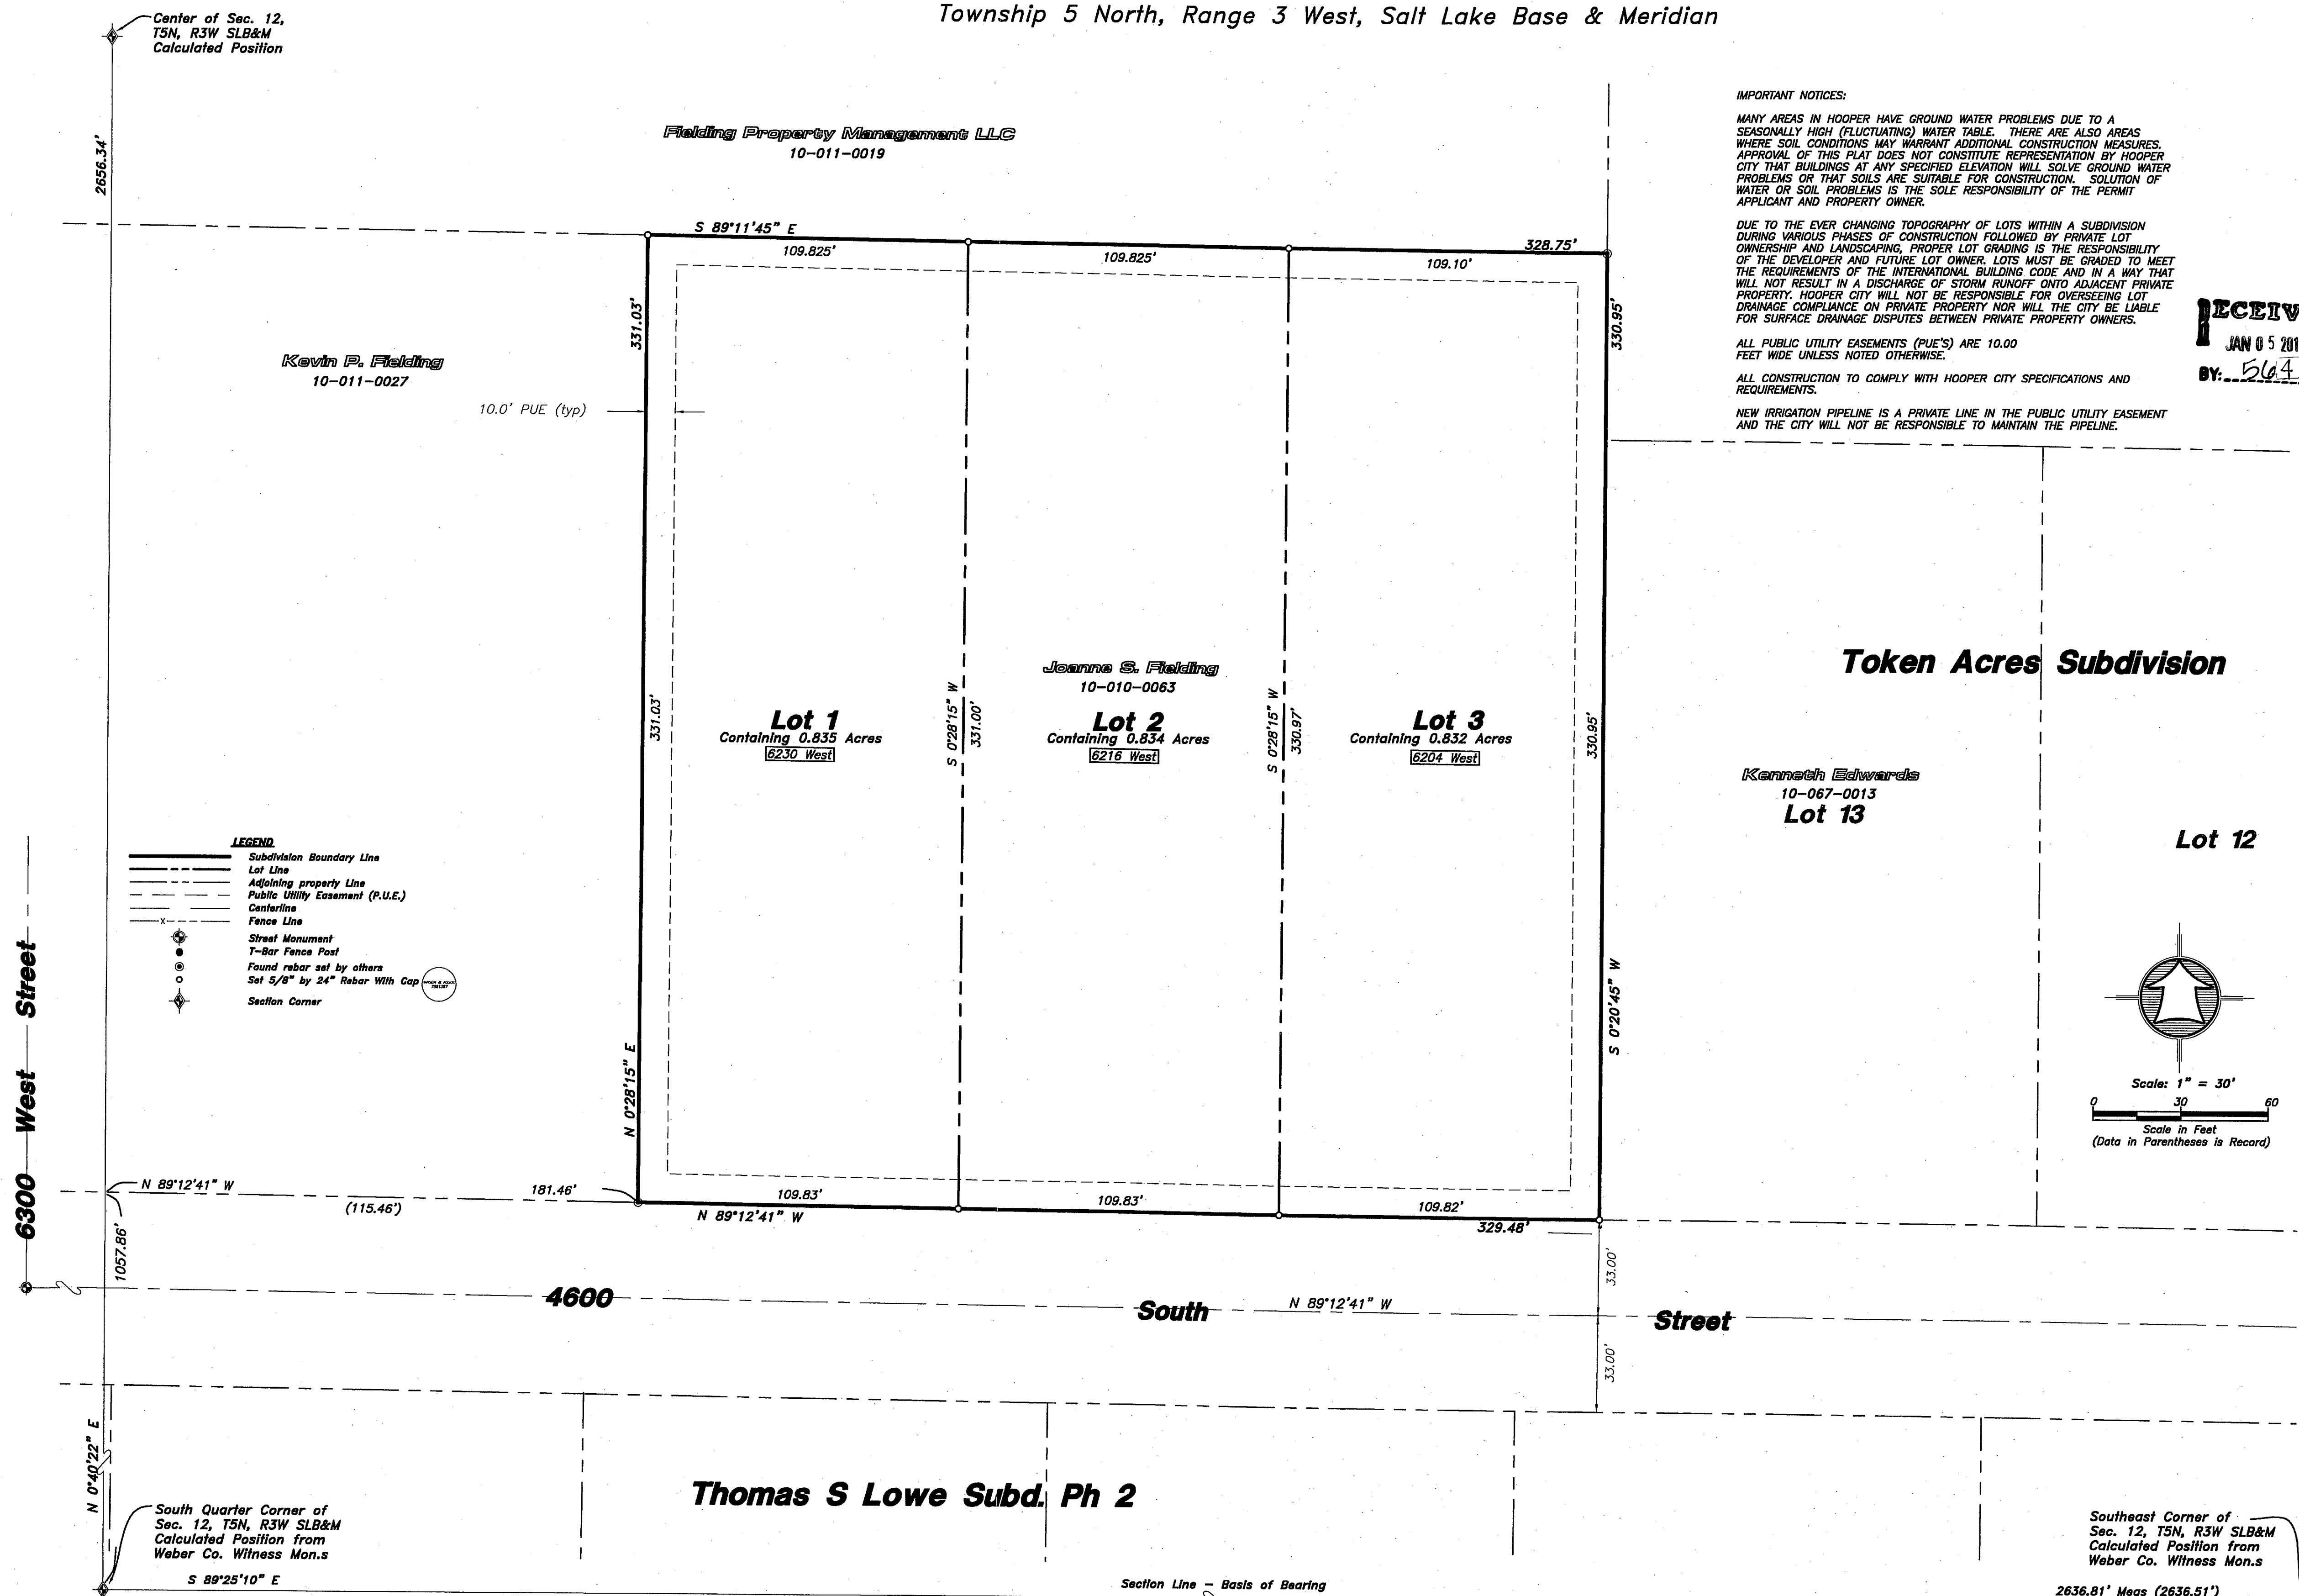 Township 5 North, Range 3 West, Salt Lake Base & Meridian
Center of Sec. 12,
T5N, R3W SLB&M
Calculated Position
2656.34'
Fielding Property Management LLC
10-011-0019
IMPORTANT NOTICES:
MANY AREAS IN HOOPER HAVE GROUND WATER PROBLEMS DUE TO A
SEASONALLY HIGH (FLUCTUATING) WATER TABLE. THERE ARE ALSO AREAS
WHERE SOIL CONDITIONS MAY WARRANT ADDITIONAL CONSTRUCTION MEASURES.
APPROVAL OF THIS PLAT DOES NOT CONSTITUTE REPRESENTATION BY HOOPER
CITY THAT BUILDINGS AT ANY SPECIFIED ELEVATION WILL SOLVE GROUND WATER
PROBLEMS OR THAT SOILS ARE SUITABLE FOR CONSTRUCTION. SOLUTION OF
WATER OR SOIL PROBLEMS IS THE SOLE RESPONSIBILITY OF THE PERMIT
APPLICANT AND PROPERTY OWNER.
DUE TO THE EVER CHANGING TOPOGRAPHY OF LOTS WITHIN A SUBDIVISION
DURING VARIOUS PHASES OF CONSTRUCTION FOLLOWED BY PRIVATE LOT
OWNERSHIP AND LANDSCAPING, PROPER LOT GRADING IS THE RESPONSIBILITY
OF THE DEVELOPER AND FUTURE LOT OWNER. LOTS MUST BE GRADED TO MEET
THE REQUIREMENTS OF THE INTERNATIONAL BUILDING CODE AND IN A WAY THAT
WILL NOT RESULT IN A DISCHARGE OF STORM RUNOFF ONTO ADJACENT PRIVATE
PROPERTY. HOOPER CITY WILL NOT BE RESPONSIBLE FOR OVERSEEING LOT
DRAINAGE COMPLIANCE ON PRIVATE PROPERTY NOR WILL THE CITY BE LIABLE
FOR SURFACE DRAINAGE DISPUTES BETWEEN PRIVATE PROPERTY OWNERS.
ALL PUBLIC UTILITY EASEMENTS (PUE'S) ARE 10.00
FEET WIDE UNLESS NOTED OTHERWISE.
ALL CONSTRUCTION TO COMPLY WITH HOOPER CITY SPECIFICATIONS AND
REQUIREMENTS.
NEW IRRIGATION PIPELINE IS A PRIVATE LINE IN THE PUBLIC UTILITY EASEMENT
AND THE CITY WILL NOT BE RESPONSIBLE TO MAINTAIN THE PIPELINE.
RECEIV
JAN 05 201
BY: 564
S 89°11'45" E
328.75'
109.825'
109.825'
109.10'
331.03'
330.95'
Kevin P. Fielding
10-011-0027
10.0' PUE (typ)
Joanne S. Fielding
10-010-0063
331.03'
Lot 1
Containing 0.835 Acres
6230 West
S 0°28'15" W
331.00'
Lot 2
Containing 0.834 Acres
6216 West
S 0°28'15" W
330.97'
Lot 3
Containing 0.832 Acres
6204 West
330.95'
Token Acres Subdivision
Kenneth Edwards
10-067-0013
Lot 13
Lot 12
LEGEND
Subdivision Boundary Line
Lot Line
Adjoining property Line
Public Utility Easement (P.U.E.)
Centerline
X
Fence Line
Street Monument
T-Bar Fence Post
Found rebar set by others
Set 5/8" by 24" Rebar With Cap
Section Corner
6300 West Street
N 0°28'15" E
S 0°20'45" W
Scale: 1" = 30'
0 30 60
Scale in Feet
(Data in Parentheses is Record)
N 89°12'41" W
181.46'
(115.46')
109.83'
109.83'
109.82'
N 89°12'41" W
329.48'
1057.86'
33.00'
4600 South Street
N 89°12'41" W
33.00'
N 0°40'22" E
Thomas S Lowe Subd. Ph 2
South Quarter Corner of
Sec. 12, T5N, R3W SLB&M
Calculated Position from
Weber Co. Witness Mon.s
S 89°25'10" E
Section Line - Basis of Bearing
Southeast Corner of
Sec. 12, T5N, R3W SLB&M
Calculated Position from
Weber Co. Witness Mon.s
2636.81' Meas (2636.51')